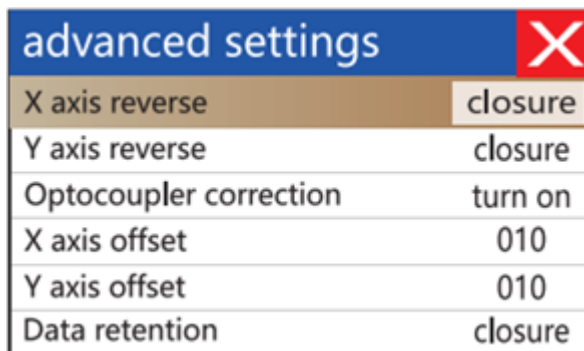 advanced settings
X axis reverse closure
Y axis reverse closure
Optocoupler correction turn on
X axis offset 010
Y axis offset 010
Data retention closure